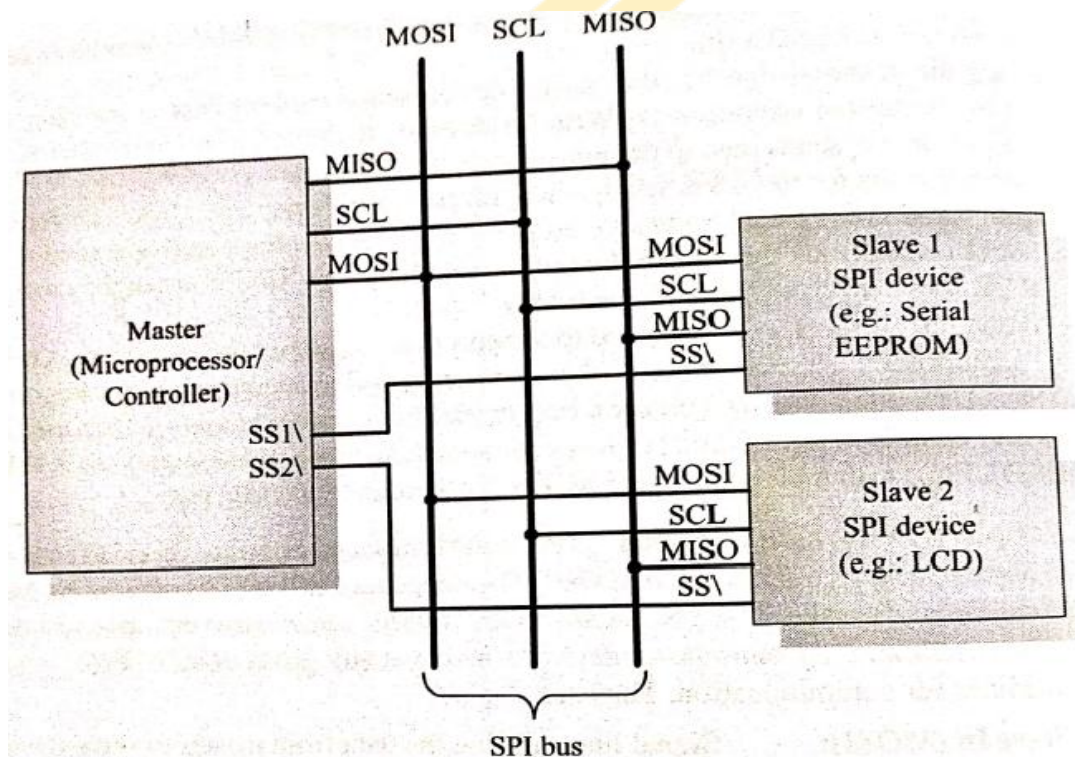 MOSI SCL MISO
MISO
SCL
MOSI
Master
(Microprocessor/
Controller)
SS1\
SS2\
MOSI
SCL
MISO
SS\
Slave 1
SPI device
(e.g.: Serial
EEPROM)
MOSI
SCL
MISO
SS\
Slave 2
SPI device
(e.g.: LCD)
SPI bus